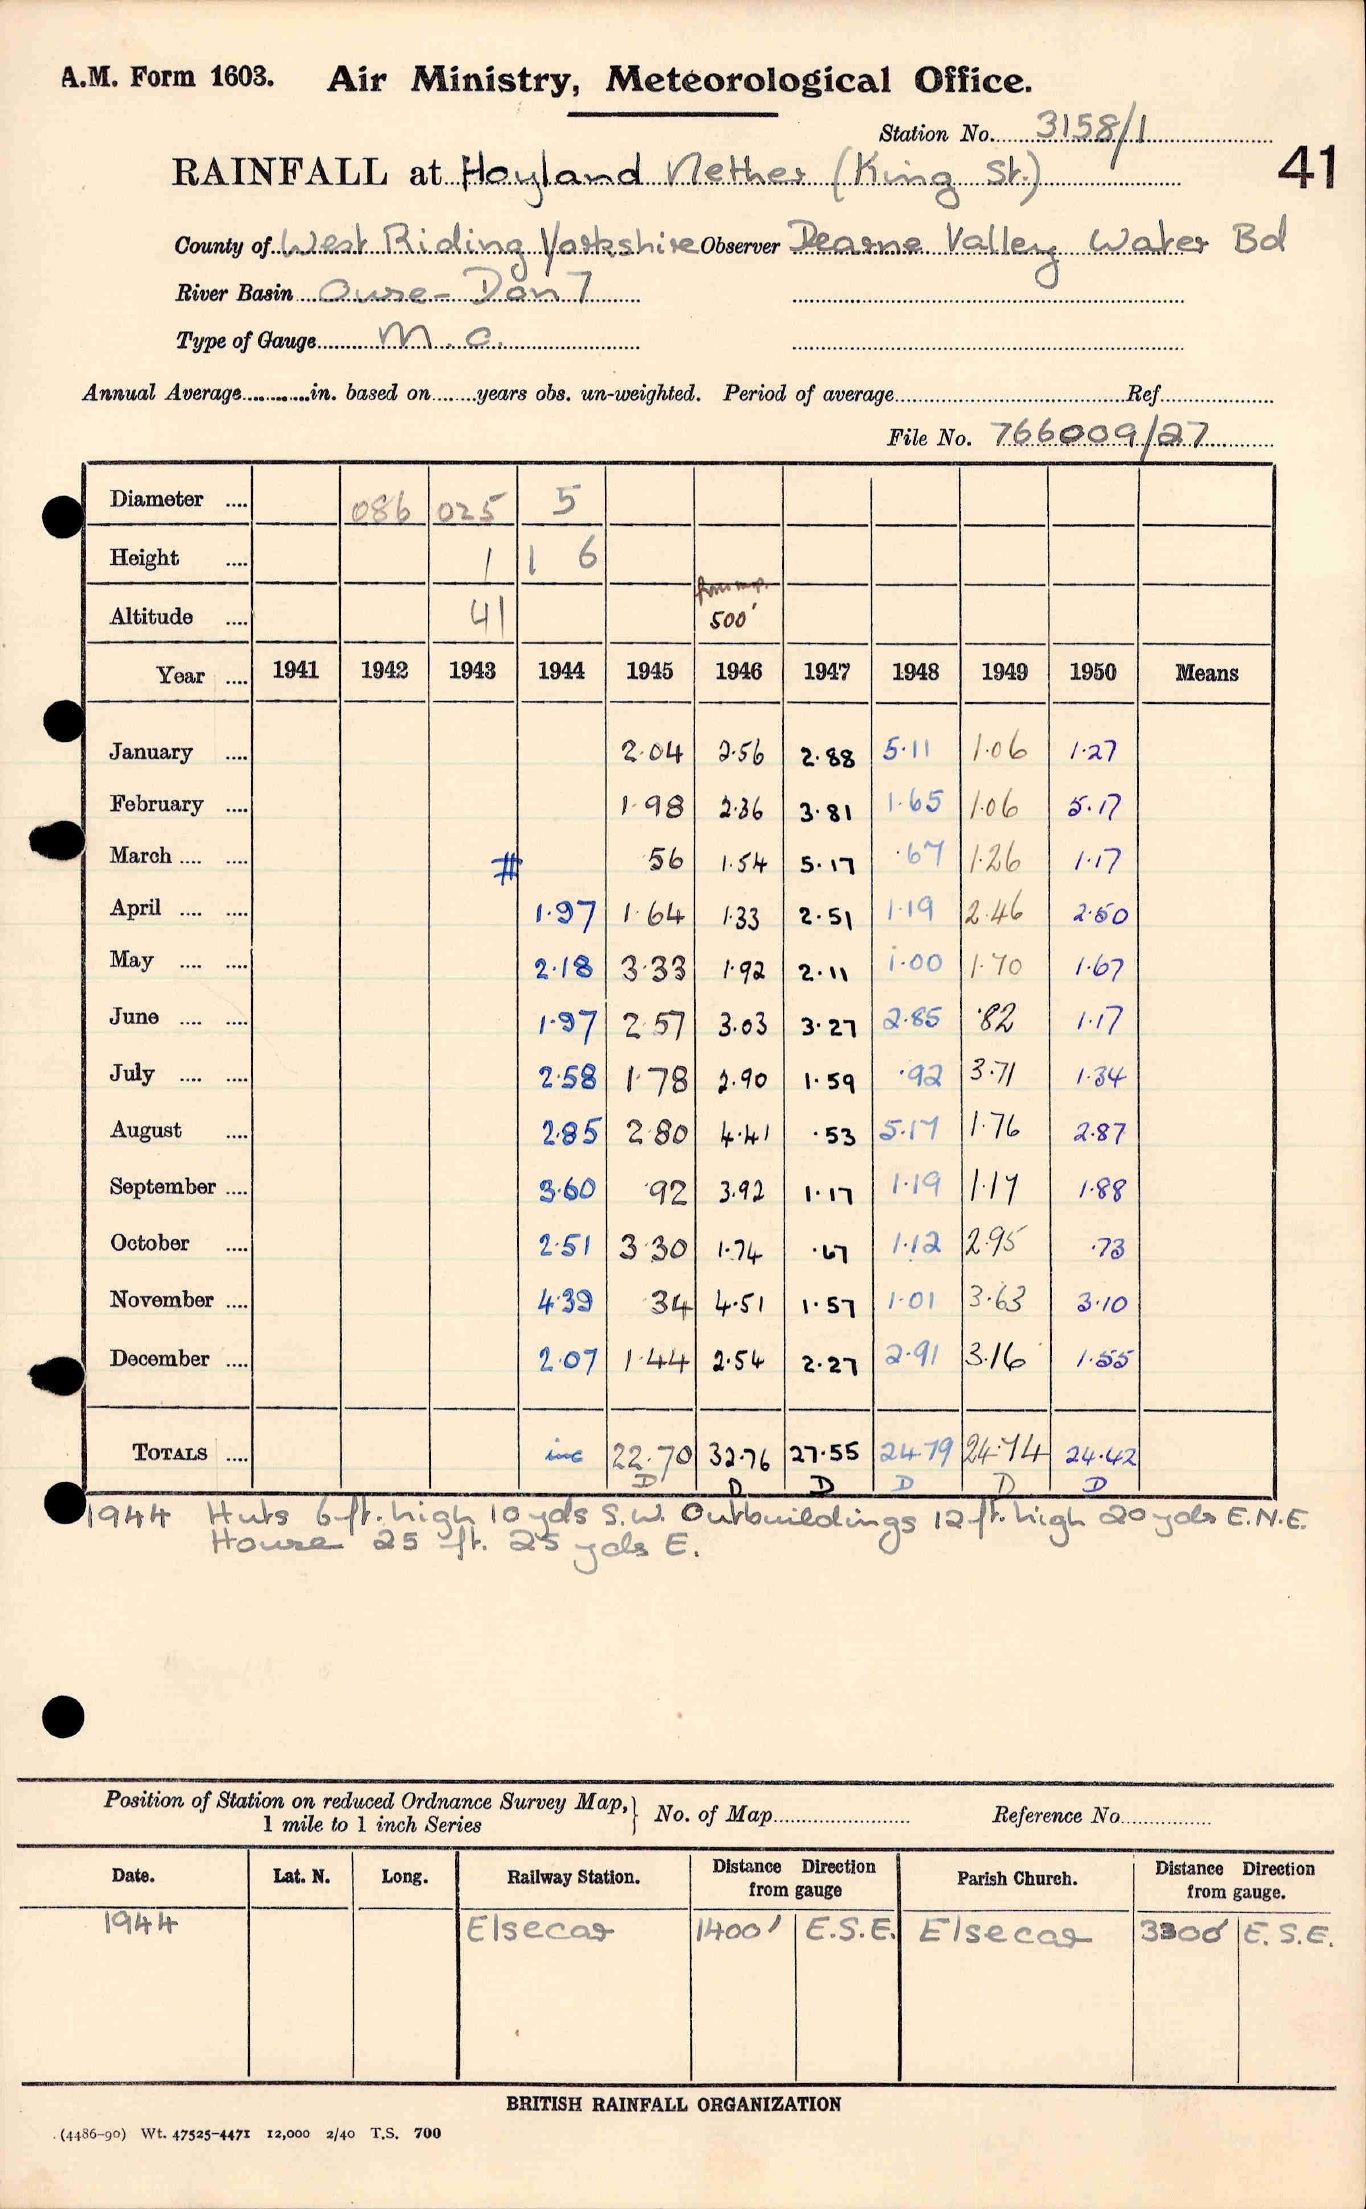 A.M. Form 1603. Air Ministry, Meteorological Office.
Station No. 3158/1
41
RAINFALL at Hoyland Nether (King St.)
County of West Riding Yorkshire Observer Dearne Valley Water Bd
River Basin Ouse-Don 7
Type of Gauge M.O.
Annual Average in. based on years obs. un-weighted. Period of average Ref
File No. 766009/27
Diameter .... 086 025 5
Height .... 1 1 6
from map.
Altitude .... 41 500'
Year .... 1941 1942 1943 1944 1945 1946 1947 1948 1949 1950 Means
January .... 2.04 2.56 2.88 5.11 1.06 1.27
February .... 1.98 2.36 3.81 1.65 1.06 5.17
March .... .... # 56 1.54 5.17 .67 1.26 1.17
April .... .... 1.97 1.64 1.33 2.51 1.19 2.46 2.50
May .... .... 2.18 3.33 1.92 2.11 1.00 1.70 1.67
June .... .... 1.97 2.57 3.03 3.27 2.85 .82 1.17
July .... .... 2.58 1.78 2.90 1.59 .92 3.71 1.34
August .... 2.85 2.80 4.41 .53 5.17 1.76 2.87
September .... 3.60 .92 3.92 1.17 1.19 1.17 1.88
October .... 2.51 3.30 1.74 .67 1.12 2.95 .73
November .... 4.39 34 4.51 1.57 1.01 3.63 3.10
December .... 2.07 1.44 2.54 2.27 2.91 3.16 1.55
TOTALS .... inc 22.70 32.76 27.55 24.79 24.74 24.42
D D D D D D
1944 Huts 6ft. high 10 yds S.W. Outbuildings 12 ft. high 20 yds E.N.E.
House 25 ft. 25 yds E.
Position of Station on reduced Ordnance Survey Map, } No. of Map Reference No.
1 mile to 1 inch Series
Date. Lat. N. Long. Railway Station. Distance from gauge Direction Parish Church. Distance from gauge. Direction
1944 Elsecar 1400' E.S.E. Elsecar 3300' E.S.E.
BRITISH RAINFALL ORGANIZATION
(4486-90) Wt. 47525-4471 12,000 2/40 T.S. 700